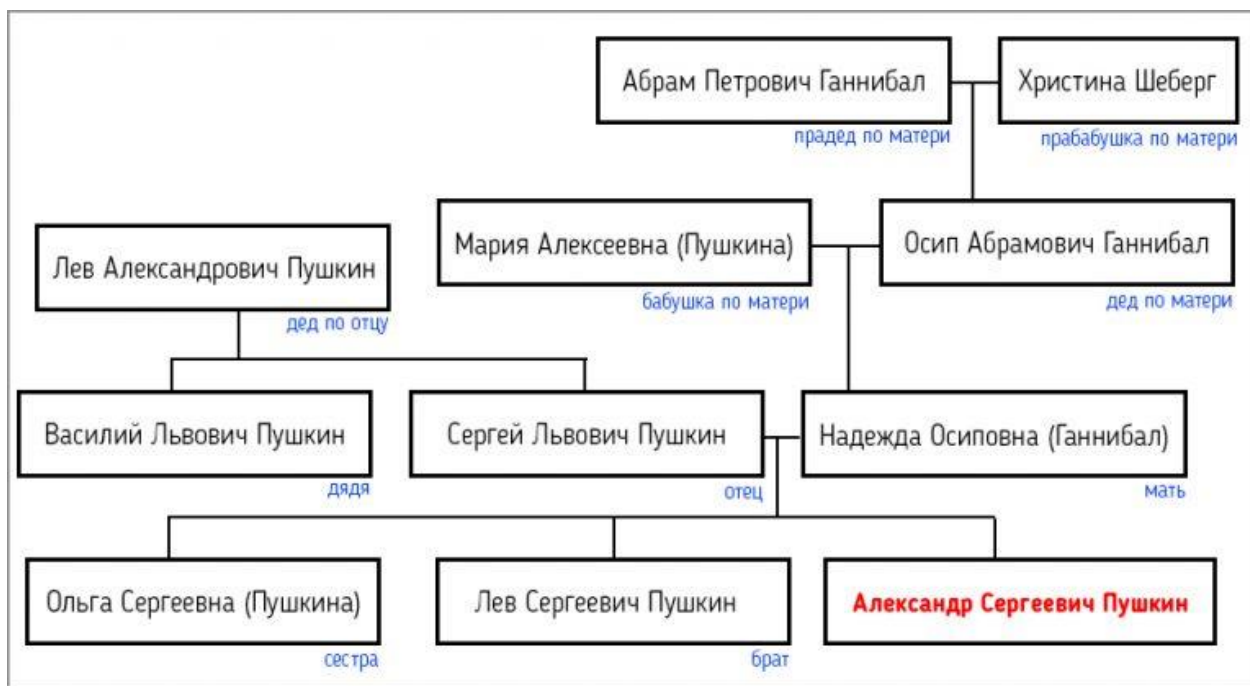 Абрам Петрович Ганнибал
Христина Шеберг
прадед по матери
прабабушка по матери
Мария Алексеевна (Пушкина)
Осип Абрамович Ганнибал
Лев Александрович Пушкин
бабушка по матери
дед по матери
дед по отцу
Василий Львович Пушкин
Сергей Львович Пушкин
Надежда Осиповна (Ганнибал)
дядя
отец
мать
Ольга Сергеевна (Пушкина)
Лев Сергеевич Пушкин
Александр Сергеевич Пушкин
сестра
брат